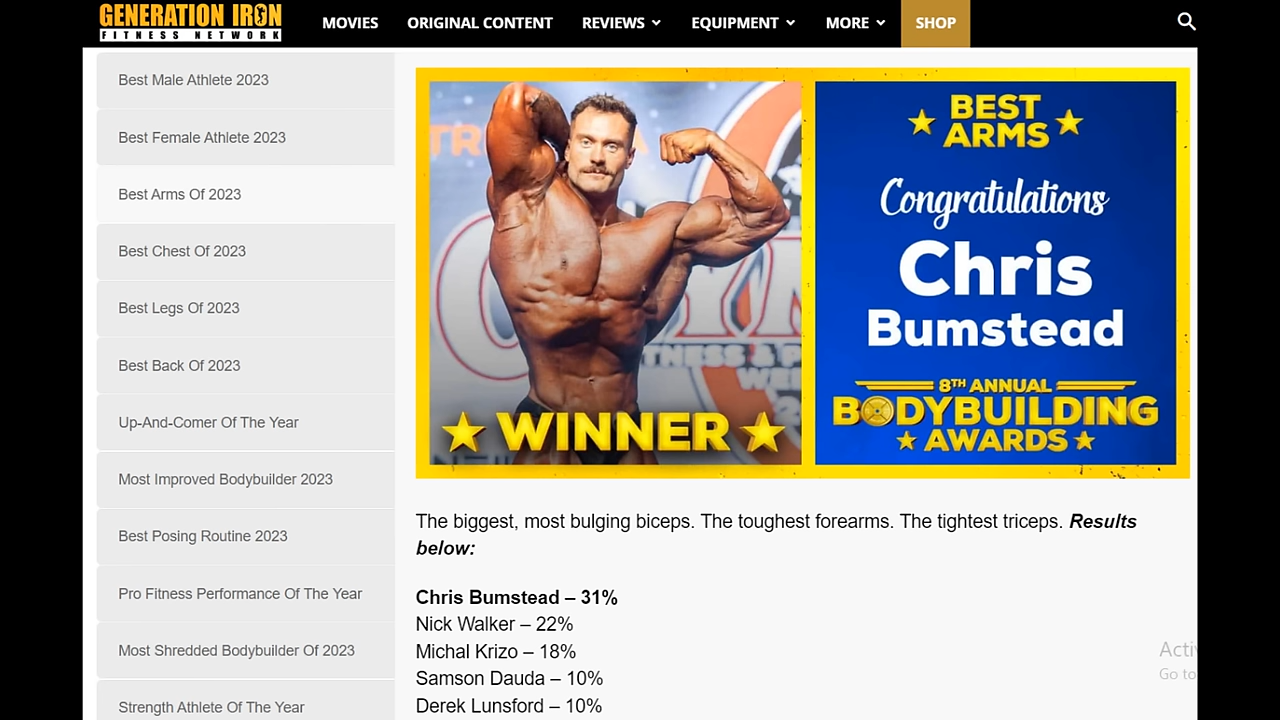 GENERATION IRON
FITNESS NETWORK
MOVIES
ORIGINAL CONTENT
REVIEWS
EQUIPMENT
MORE
SHOP
Best Male Athlete 2023
Best Female Athlete 2023
Best Arms Of 2023
Best Chest Of 2023
Best Legs Of 2023
Best Back Of 2023
Up-And-Comer Of The Year
Most Improved Bodybuilder 2023
Best Posing Routine 2023
Pro Fitness Performance Of The Year
Most Shredded Bodybuilder Of 2023
Strength Athlete Of The Year
WINNER
BEST
ARMS
Congratulations
Chris
Bumstead
8TH ANNUAL
BODYBUILDING
AWARDS
The biggest, most bulging biceps. The toughest forearms. The tightest triceps. Results
below:
Chris Bumstead – 31%
Nick Walker – 22%
Michal Krizo – 18%
Samson Dauda – 10%
Derek Lunsford – 10%
Go to